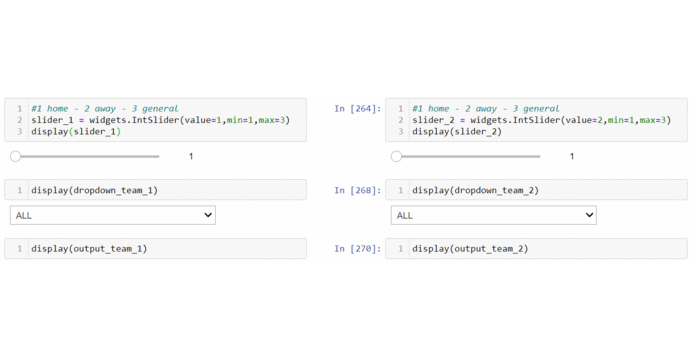 1 #1 home - 2 away - 3 general
2 slider_1 = widgets.IntSlider(value=1,min=1,max=3)
3 display(slider_1)
1
1 display(dropdown_team_1)
ALL
1 display(output_team_1)
In [264]: 1 #1 home - 2 away - 3 general
2 slider_2 = widgets.IntSlider(value=2,min=1,max=3)
3 display(slider_2)
1
In [268]: 1 display(dropdown_team_2)
ALL
In [270]: 1 display(output_team_2)